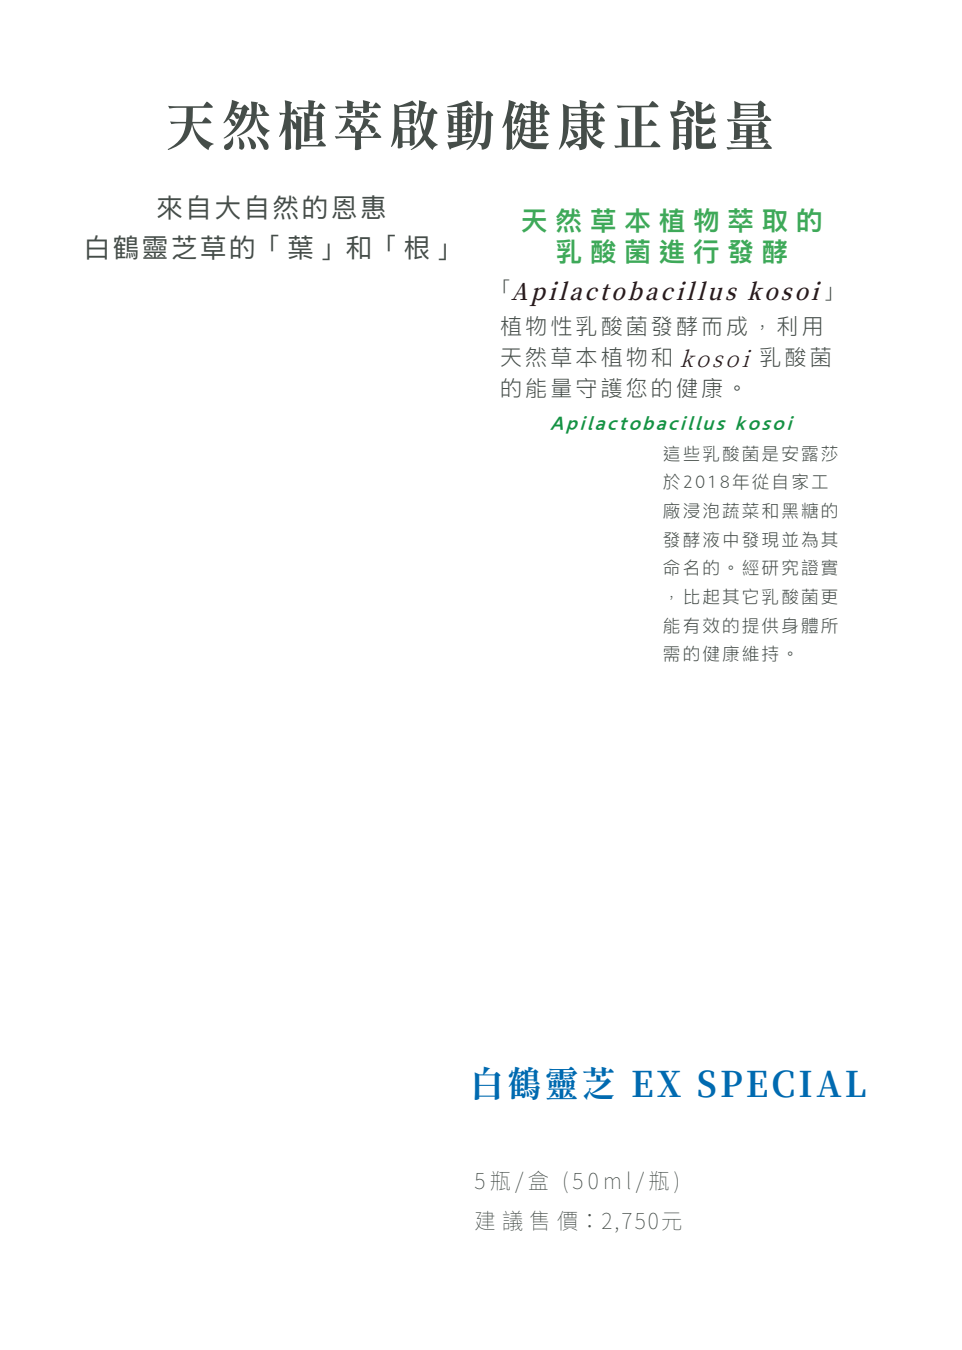 天然植萃啟動健康正能量
來自大自然的恩惠
白鶴靈芝草的「葉」和「根」
天然草本植物萃取的
乳酸菌進行發酵
「Apilactobacillus kosoi」
植物性乳酸菌發酵而成，利用
天然草本植物和 kosoi 乳酸菌
的能量守護您的健康。
Apilactobacillus kosoi
這些乳酸菌是安露莎
於2018年從自家工
廠浸泡蔬菜和黑糖的
發酵液中發現並為其
命名的。經研究證實
，比起其它乳酸菌更
能有效的提供身體所
需的健康維持。
白鶴靈芝 EX SPECIAL
5瓶/盒 (50ml/瓶)
建議售價：2,750元